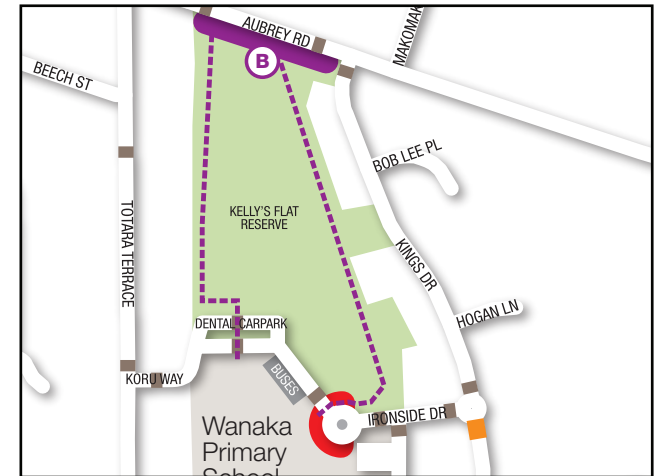 AUBREY RD
MAKOMAK
B
BEECH ST
BOB LEE PL
KELLY'S FLAT
RESERVE
TOTARA TERRACE
KINGS DR
HOGAN LN
DENTAL CARPARK
KORU WAY
BUSES
IRONSIDE DR
Wanaka
Primary
School